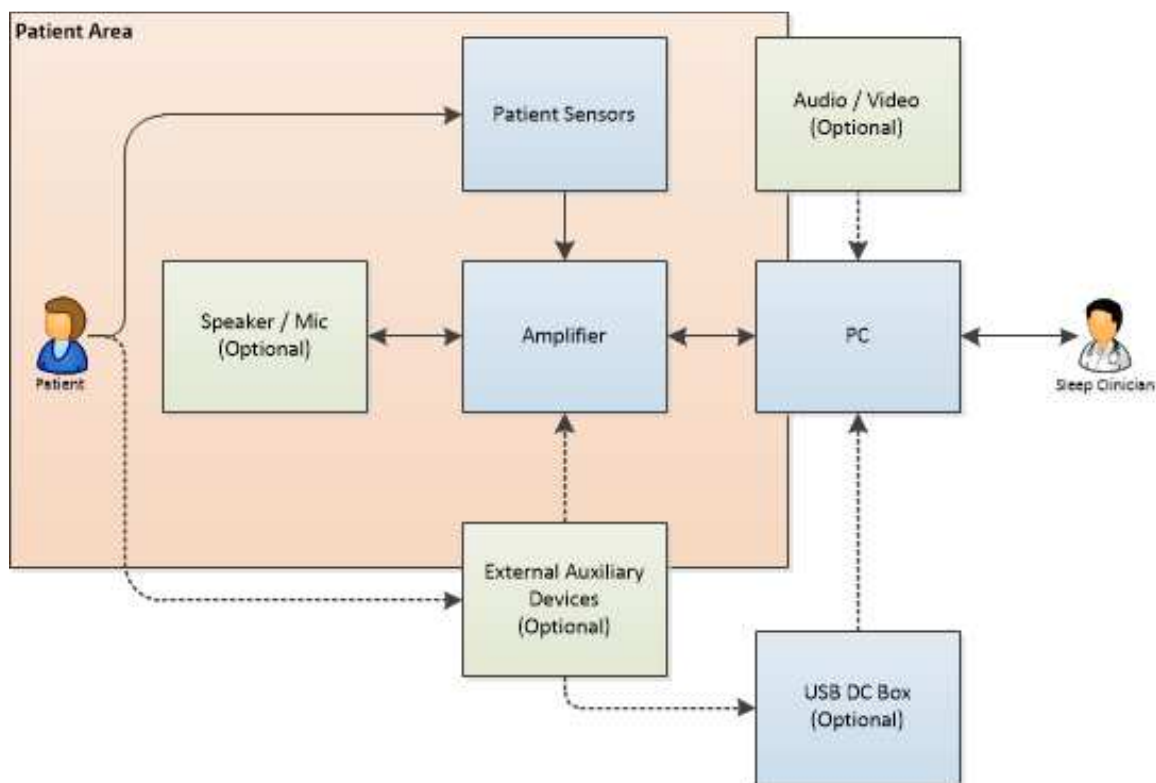 Patient Area
Patient Sensors
Audio / Video
(Optional)
Speaker / Mic
(Optional)
Amplifier
PC
Patient
Sleep Clinician
External Auxiliary
Devices
(Optional)
USB DC Box
(Optional)